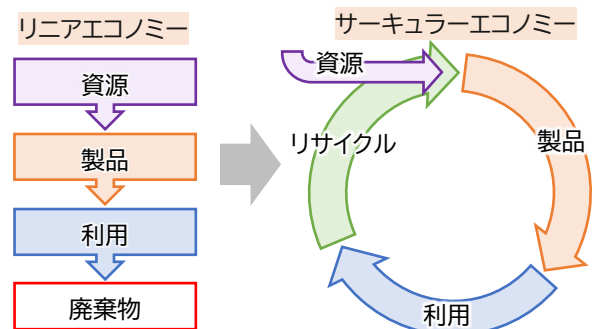 リニアエコノミー
資源
製品
利用
廃棄物
サーキュラーエコノミー
資源
製品
利用
リサイクル